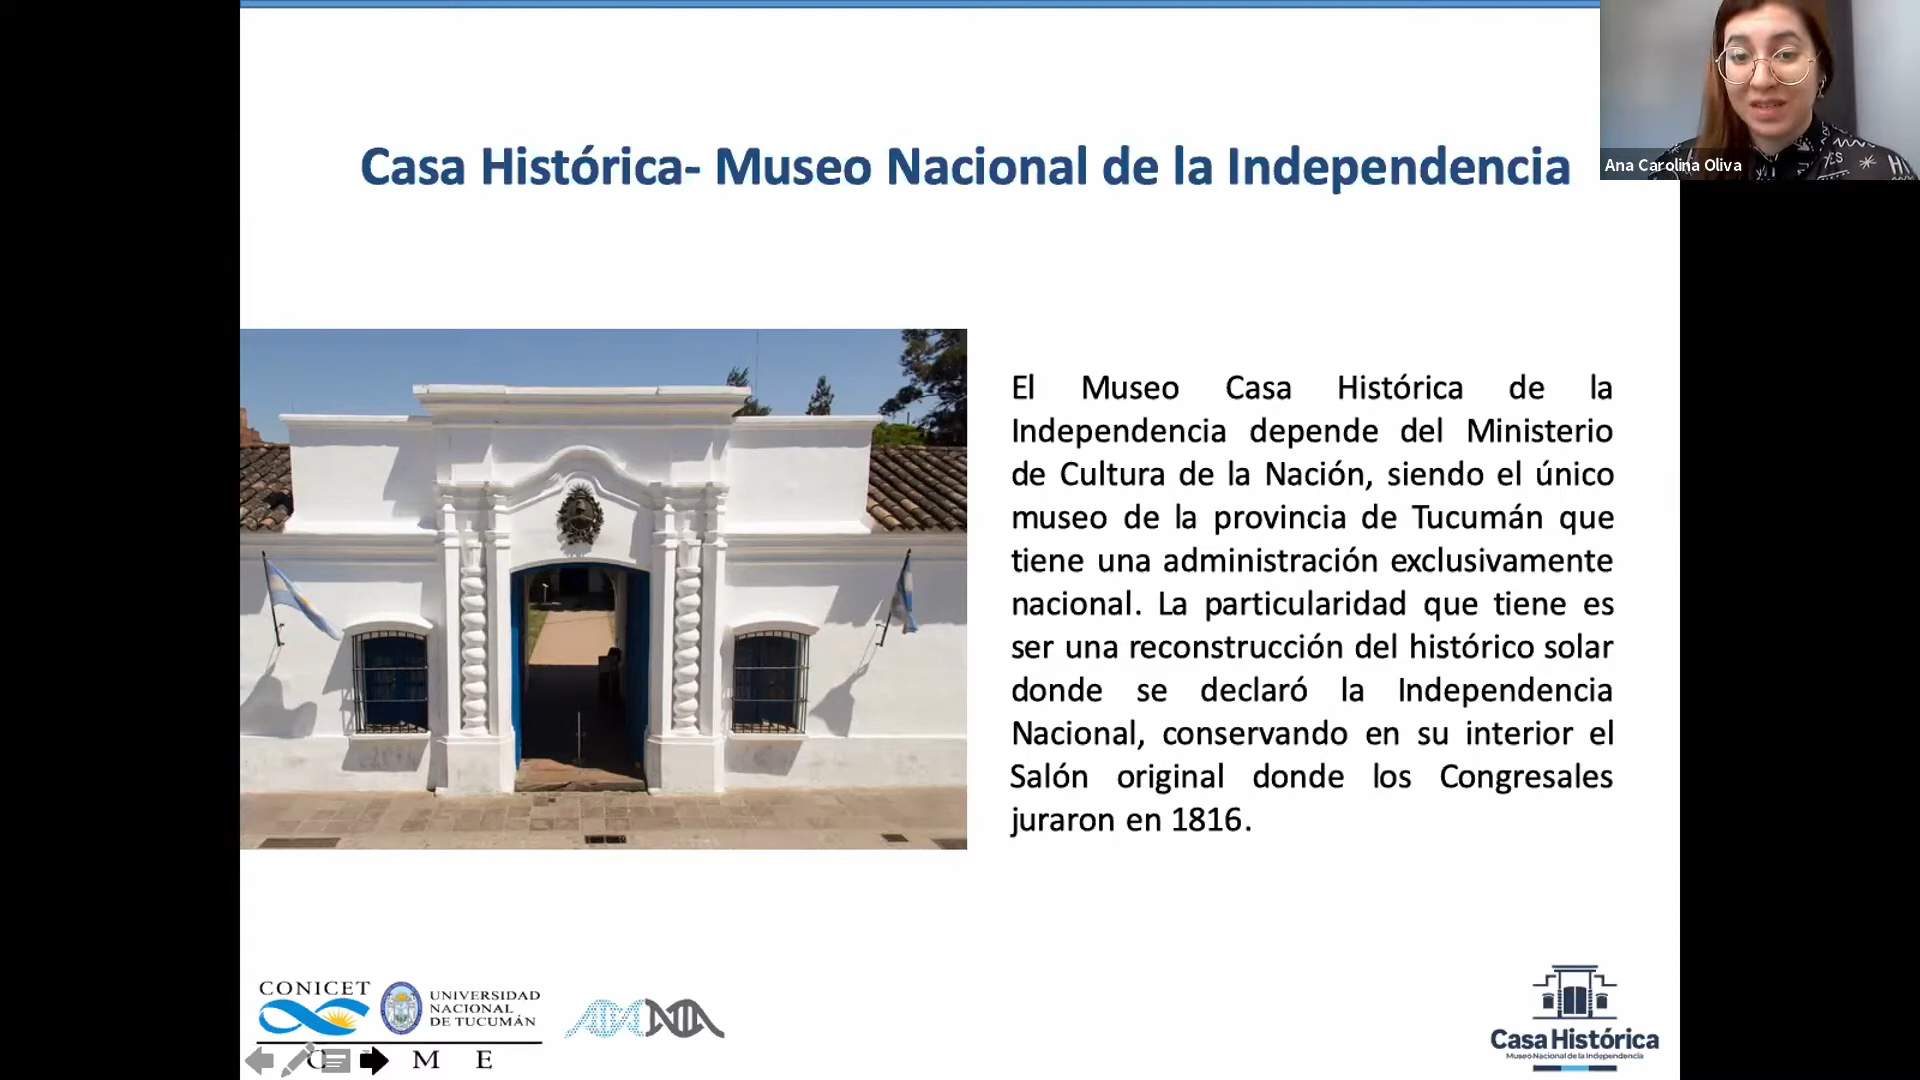 Casa Histórica- Museo Nacional de la Independencia
Ana Carolina Oliva
El Museo Casa Histórica de la
Independencia depende del Ministerio
de Cultura de la Nación, siendo el único
museo de la provincia de Tucumán que
tiene una administración exclusivamente
nacional. La particularidad que tiene es
ser una reconstrucción del histórico solar
donde se declaró la Independencia
Nacional, conservando en su interior el
Salón original donde los Congresales
juraron en 1816.
CONICET
UNIVERSIDAD
NACIONAL
DE TUCUMÁN
M E
Casa Histórica
Museo Nacional de la Independencia